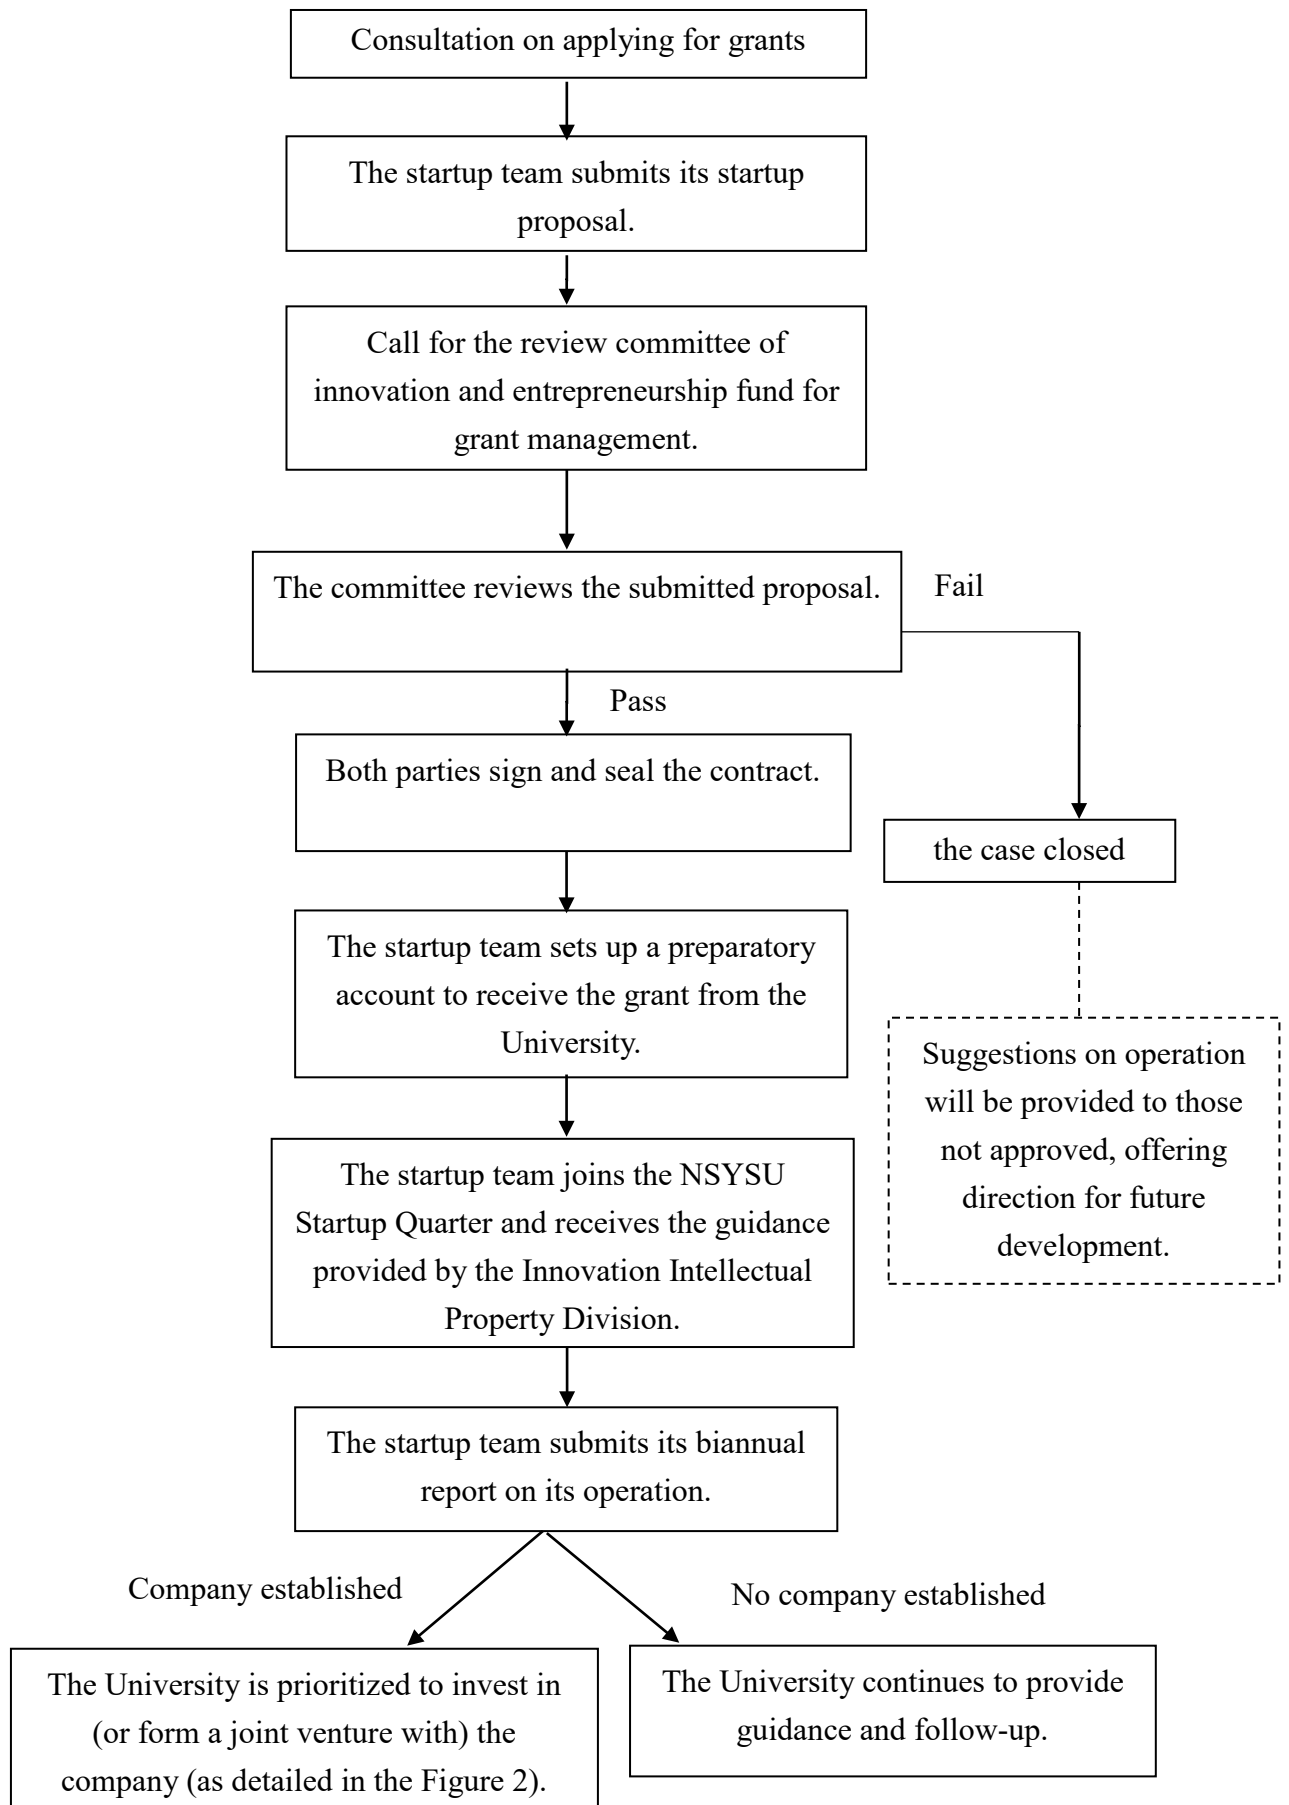 Consultation on applying for grants
The startup team submits its startup
proposal.
Call for the review committee of
innovation and entrepreneurship fund for
grant management.
The committee reviews the submitted proposal.
Fail
Pass
Both parties sign and seal the contract.
the case closed
The startup team sets up a preparatory
account to receive the grant from the
University.
Suggestions on operation
will be provided to those
not approved, offering
direction for future
development.
The startup team joins the NSYSU
Startup Quarter and receives the guidance
provided by the Innovation Intellectual
Property Division.
The startup team submits its biannual
report on its operation.
Company established
No company established
The University is prioritized to invest in
(or form a joint venture with) the
company (as detailed in the Figure 2).
The University continues to provide
guidance and follow-up.